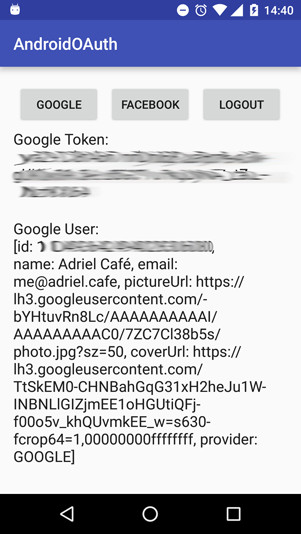 14:40
AndroidOAuth
GOOGLE FACEBOOK LOGOUT
Google Token:
Google User:
[id:
name: Adriel Café, email:
me@adriel.cafe, pictureUrl: https://
lh3.googleusercontent.com/-
bYHtuvRn8Lc/AAAAAAAAAAI/
AAAAAAAAAC0/7ZC7Cl38b5s/
photo.jpg?sz=50, coverUrl: https://
lh3.googleusercontent.com/
TtSkEM0-CHNBahGqG31xH2heJu1W-
INBNLlGIZjmEE1oHGUtiQFj-
f00o5v_khQUvmkEE_w=s630-
fcrop64=1,00000000ffffffff, provider:
GOOGLE]